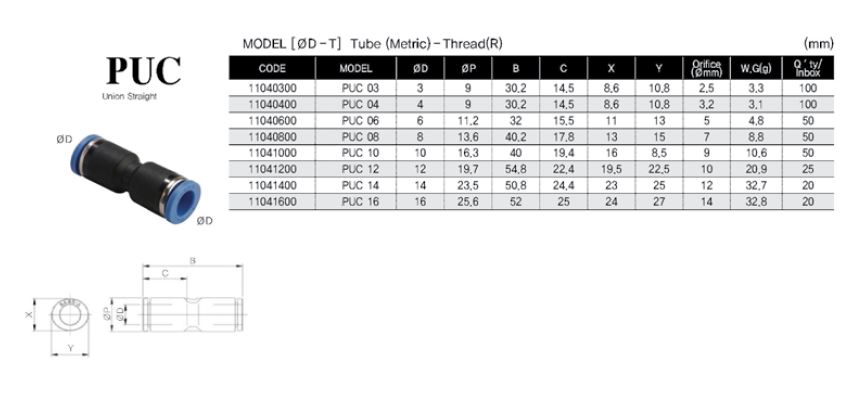 MODEL [ØD-T] Tube (Metric)-Thread(R) (mm)
PUC
Union Straight
CODE MODEL ØD ØP B C X Y Orifice (Ømm) W.G(g) Q'ty/Inbox
11040300 PUC 03 3 9 30,2 14,5 8,6 10,8 2,5 3,3 100
11040400 PUC 04 4 9 30,2 14,5 8,6 10,8 3,2 3,1 100
11040600 PUC 06 6 11,2 32 15,5 11 13 5 4,8 50
11040800 PUC 08 8 13,6 40,2 17,8 13 15 7 8,8 50
11041000 PUC 10 10 16,3 40 19,4 16 8,5 9 10,6 50
11041200 PUC 12 12 19,7 54,8 22,4 19,5 22,5 10 20,9 25
11041400 PUC 14 14 23,5 50,8 24,4 23 25 12 32,7 20
11041600 PUC 16 16 25,6 52 25 24 27 14 32,8 20
ØD
ØD
B
C
X
ØP
ØD
Y